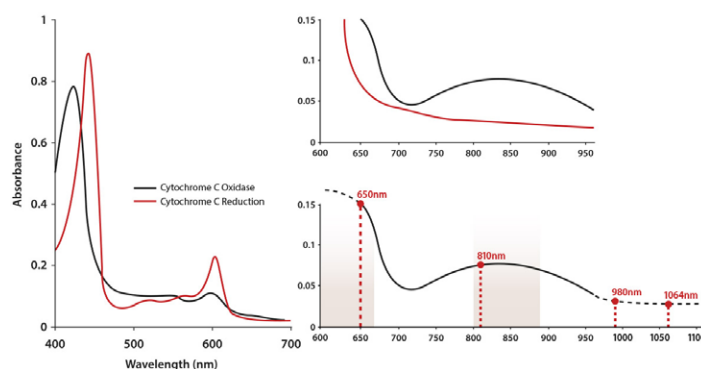 1
0.8
0.6
0.4
0.2
0
Absorbance
400
500
600
700
Wavelength (nm)
Cytochrome C Oxidase
Cytochrome C Reduction
0.15
0.1
0.05
0
600 650 700 750 800 850 900 950
650nm
810nm
980nm
1064nm
0.15
0.1
0.05
0
600 650 700 750 800 850 900 950 1000 1050